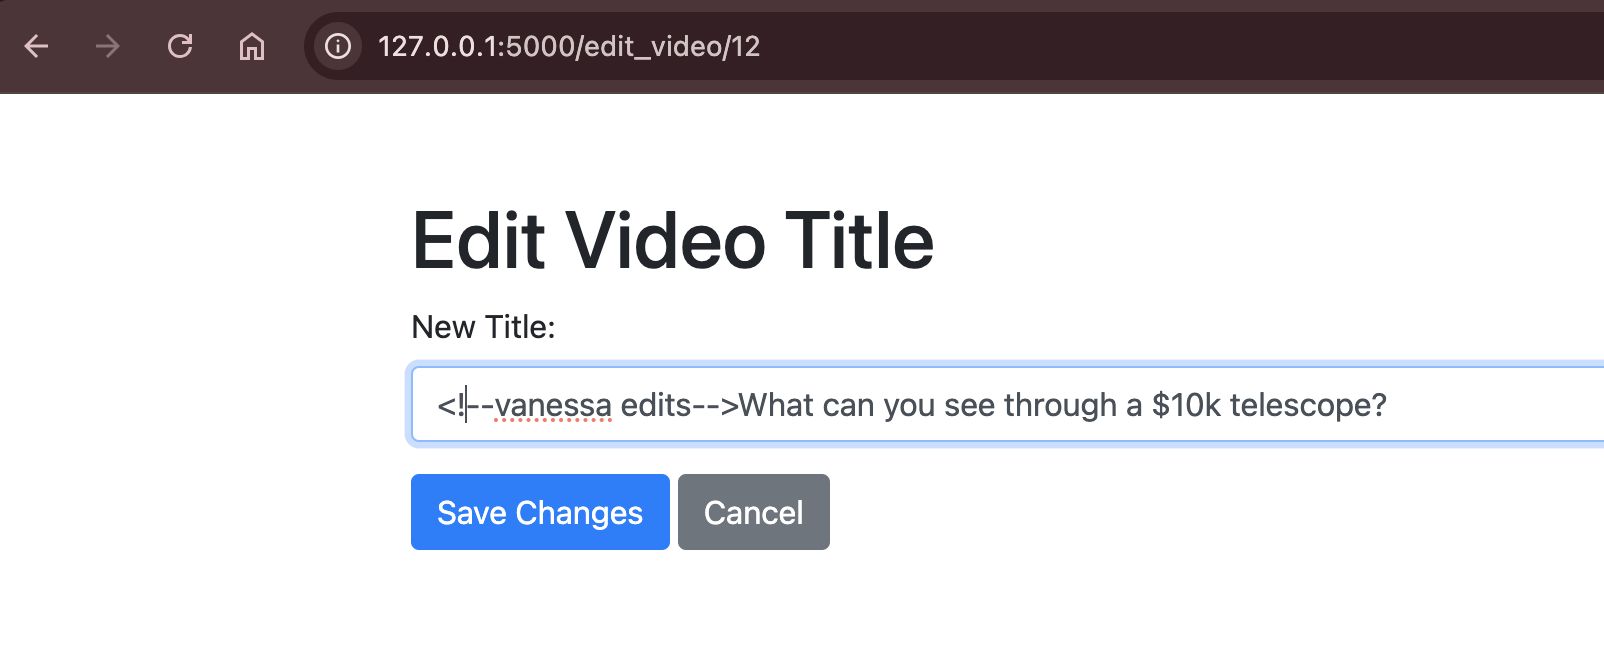 127.0.0.1:5000/edit_video/12
Edit Video Title
New Title:
<!--vanessa edits-->What can you see through a $10k telescope?
Save Changes Cancel